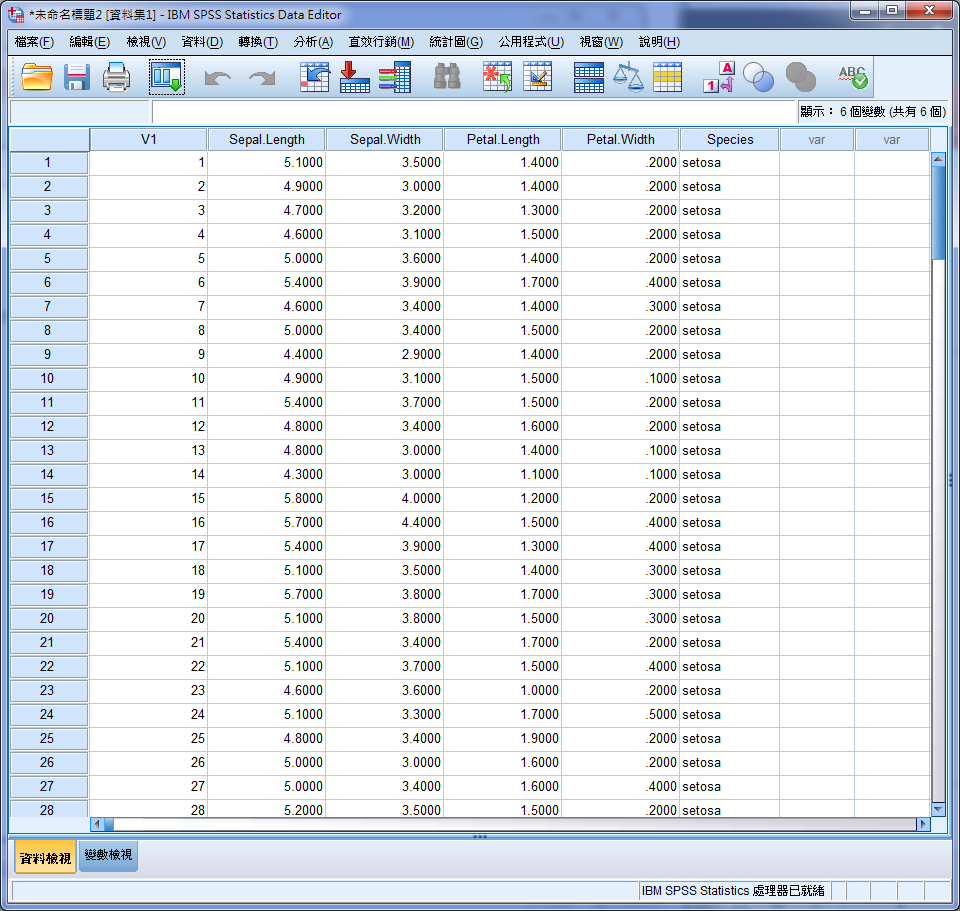 *未命名標題2 [資料集1] - IBM SPSS Statistics Data Editor
檔案(F) 編輯(E) 檢視(V) 資料(D) 轉換(T) 分析(A) 直效行銷(M) 統計圖(G) 公用程式(U) 視窗(W) 說明(H)
1 A ABC
顯示： 6 個變數 (共有 6 個)
V1 Sepal.Length Sepal.Width Petal.Length Petal.Width Species var var
1 1 5.1000 3.5000 1.4000 .2000 setosa
2 2 4.9000 3.0000 1.4000 .2000 setosa
3 3 4.7000 3.2000 1.3000 .2000 setosa
4 4 4.6000 3.1000 1.5000 .2000 setosa
5 5 5.0000 3.6000 1.4000 .2000 setosa
6 6 5.4000 3.9000 1.7000 .4000 setosa
7 7 4.6000 3.4000 1.4000 .3000 setosa
8 8 5.0000 3.4000 1.5000 .2000 setosa
9 9 4.4000 2.9000 1.4000 .2000 setosa
10 10 4.9000 3.1000 1.5000 .1000 setosa
11 11 5.4000 3.7000 1.5000 .2000 setosa
12 12 4.8000 3.4000 1.6000 .2000 setosa
13 13 4.8000 3.0000 1.4000 .1000 setosa
14 14 4.3000 3.0000 1.1000 .1000 setosa
15 15 5.8000 4.0000 1.2000 .2000 setosa
16 16 5.7000 4.4000 1.5000 .4000 setosa
17 17 5.4000 3.9000 1.3000 .4000 setosa
18 18 5.1000 3.5000 1.4000 .3000 setosa
19 19 5.7000 3.8000 1.7000 .3000 setosa
20 20 5.1000 3.8000 1.5000 .3000 setosa
21 21 5.4000 3.4000 1.7000 .2000 setosa
22 22 5.1000 3.7000 1.5000 .4000 setosa
23 23 4.6000 3.6000 1.0000 .2000 setosa
24 24 5.1000 3.3000 1.7000 .5000 setosa
25 25 4.8000 3.4000 1.9000 .2000 setosa
26 26 5.0000 3.0000 1.6000 .2000 setosa
27 27 5.0000 3.4000 1.6000 .4000 setosa
28 28 5.2000 3.5000 1.5000 .2000 setosa
資料檢視 變數檢視
IBM SPSS Statistics 處理器已就緒